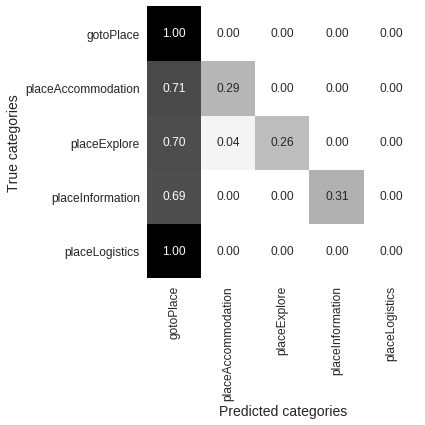 True categories
gotoPlace 1.00 0.00 0.00 0.00 0.00
placeAccommodation 0.71 0.29 0.00 0.00 0.00
placeExplore 0.70 0.04 0.26 0.00 0.00
placeInformation 0.69 0.00 0.00 0.31 0.00
placeLogistics 1.00 0.00 0.00 0.00 0.00
gotoPlace
placeAccommodation
placeExplore
placeInformation
placeLogistics
Predicted categories